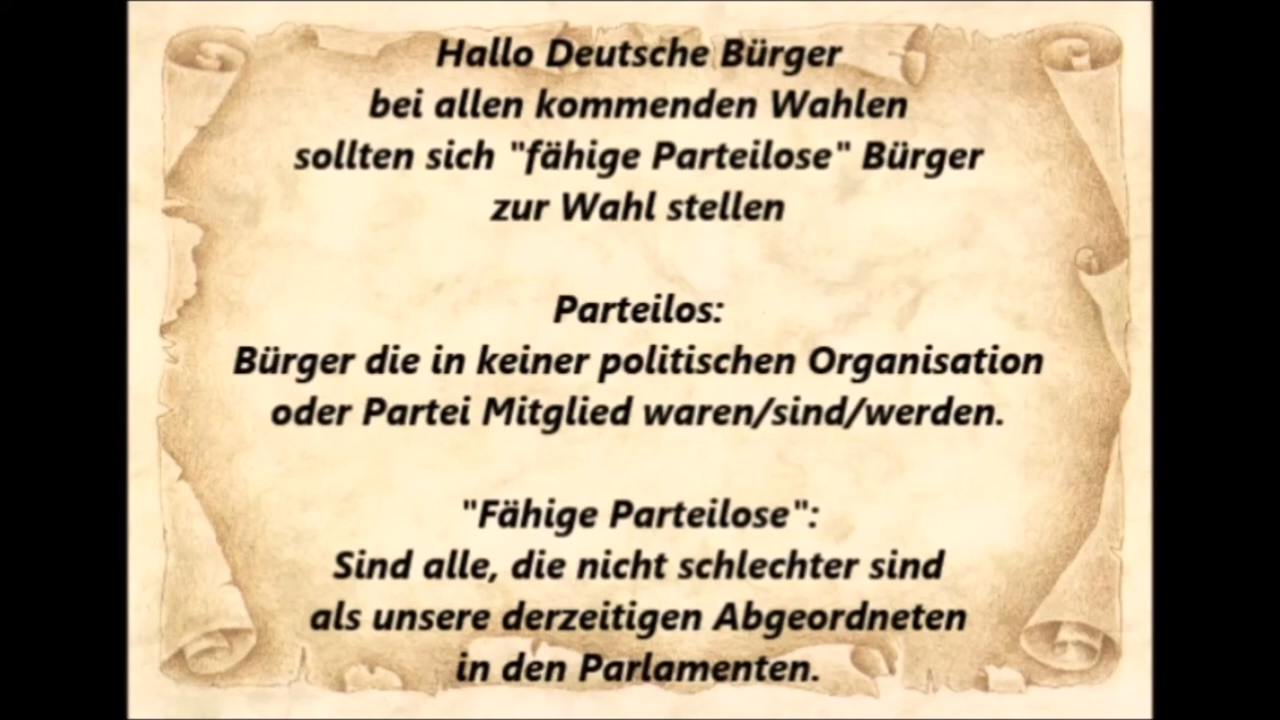 Hallo Deutsche Bürger
bei allen kommenden Wahlen
sollten sich "fähige Parteilose" Bürger
zur Wahl stellen
Parteilos:
Bürger die in keiner politischen Organisation
oder Partei Mitglied waren/sind/werden.
"Fähige Parteilose":
Sind alle, die nicht schlechter sind
als unsere derzeitigen Abgeordneten
in den Parlamenten.